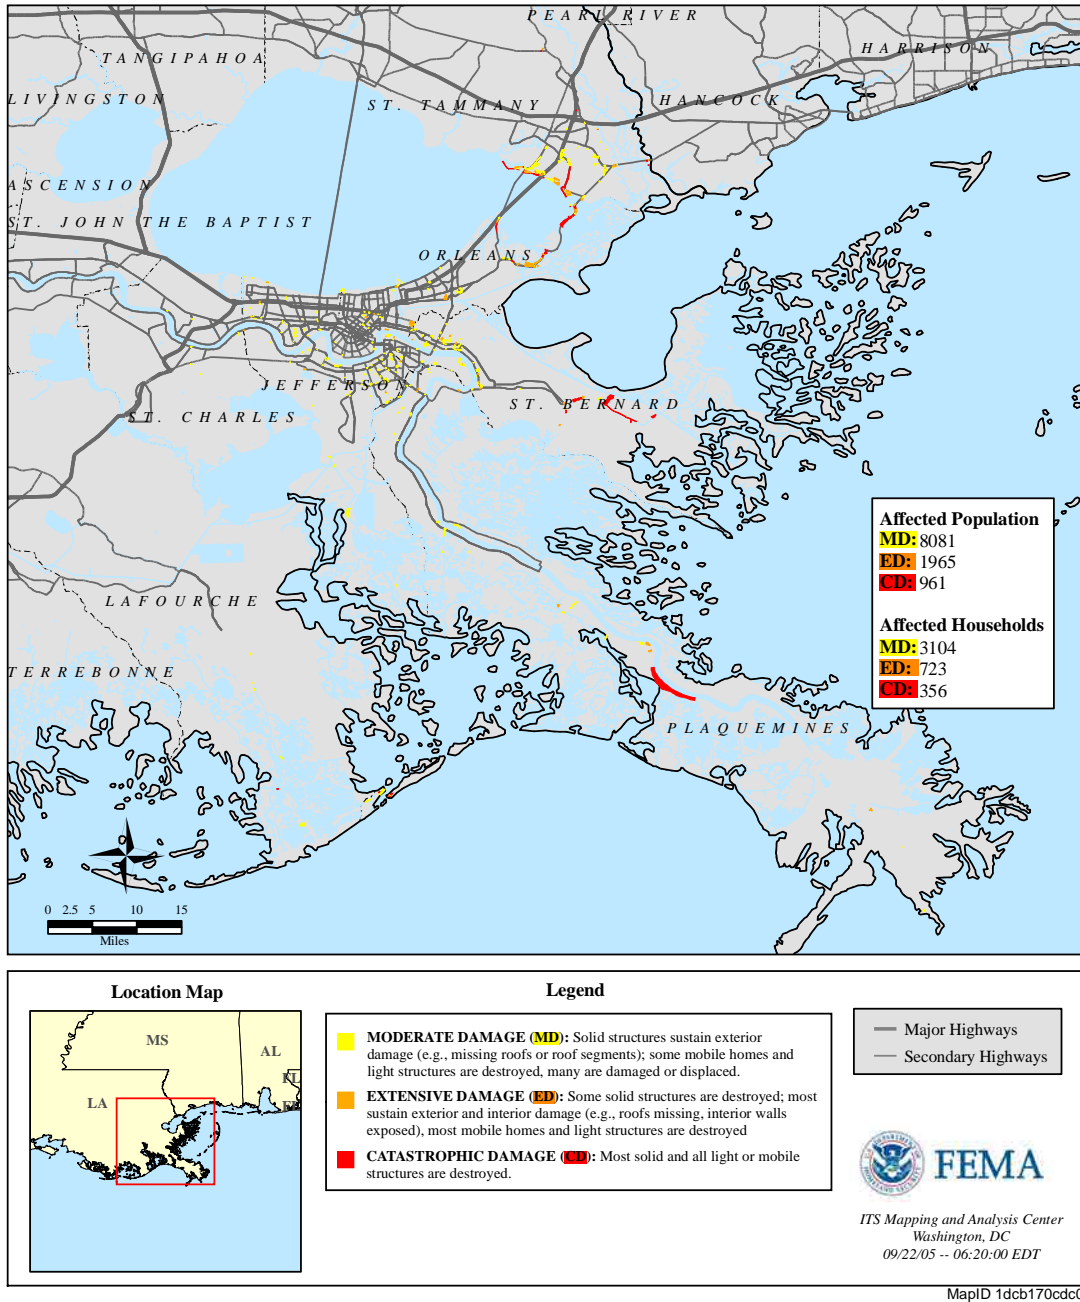 PEARL RIVER
HARRISON
TANGIPAHOA
LIVINGSTON
ST. TAMMANY
HANCOCK
ASCENSION
ST. JOHN THE BAPTIST
ORLEANS
JEFFERSON
ST. BERNARD
ST. CHARLES
Affected Population
MD: 8081
ED: 1965
CD: 961
Affected Households
MD: 3104
ED: 723
CD: 356
LAFOURCHE
TERREBONNE
PLAQUEMINES
0 2.5 5 10 15
Miles
Location Map
MS
AL
LA
FL
Legend
MODERATE DAMAGE (MD): Solid structures sustain exterior
damage (e.g., missing roofs or roof segments); some mobile homes and
light structures are destroyed, many are damaged or displaced.
EXTENSIVE DAMAGE (ED): Some solid structures are destroyed; most
sustain exterior and interior damage (e.g., roofs missing, interior walls
exposed), most mobile homes and light structures are destroyed
CATASTROPHIC DAMAGE (CD): Most solid and all light or mobile
structures are destroyed.
Major Highways
Secondary Highways
FEMA
ITS Mapping and Analysis Center
Washington, DC
09/22/05 -- 06:20:00 EDT
MapID 1dcb170cdc0